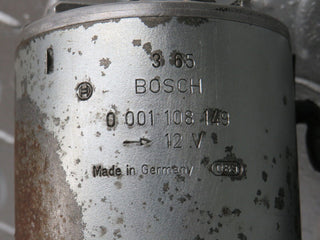 3 65
BOSCH
0 001 108 149
→ 12 V
Made in Germany